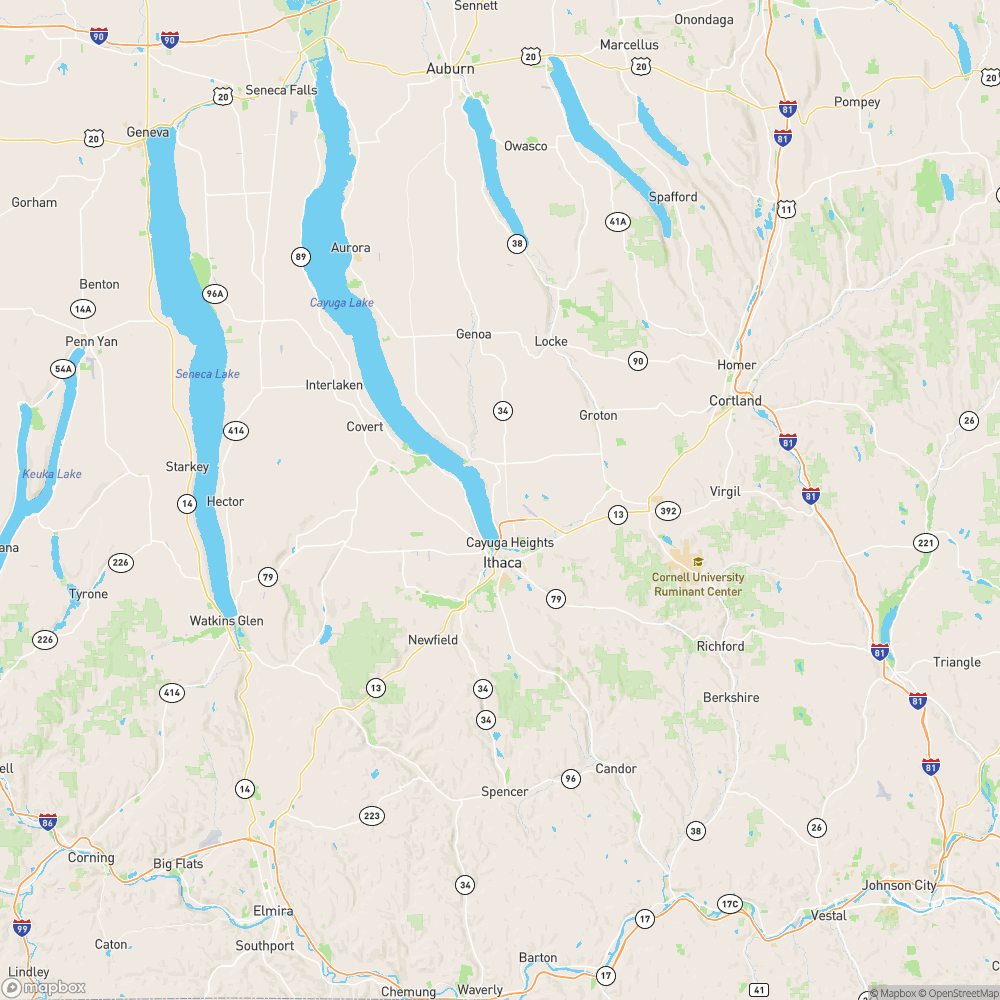 Sennett
Onondaga
90
90
Marcellus
20
20
20
Auburn
Seneca Falls
20
Pompey
81
81
Geneva
20
Owasco
Gorham
Spafford
11
41A
38
Aurora
89
Benton
96A
Cayuga Lake
14A
Penn Yan
Genoa
Locke
90
Homer
54A
Seneca Lake
Interlaken
Cortland
34
Groton
26
Covert
414
81
Starkey
Keuka Lake
81
Virgil
Hector
14
392
13
Cayuga Heights
ana
221
Ithaca
226
79
Cornell University
Ruminant Center
Tyrone
79
Watkins Glen
226
Newfield
Richford
81
Triangle
414
13
34
Berkshire
81
34
ell
Candor
96
81
14
Spencer
86
223
38
26
Corning
Big Flats
34
Johnson City
17C
Elmira
17
Vestal
99
Caton
Southport
Barton
Lindley
17
C
mapbox
Chemung
Waverly
41
© Mapbox © OpenStreetMap